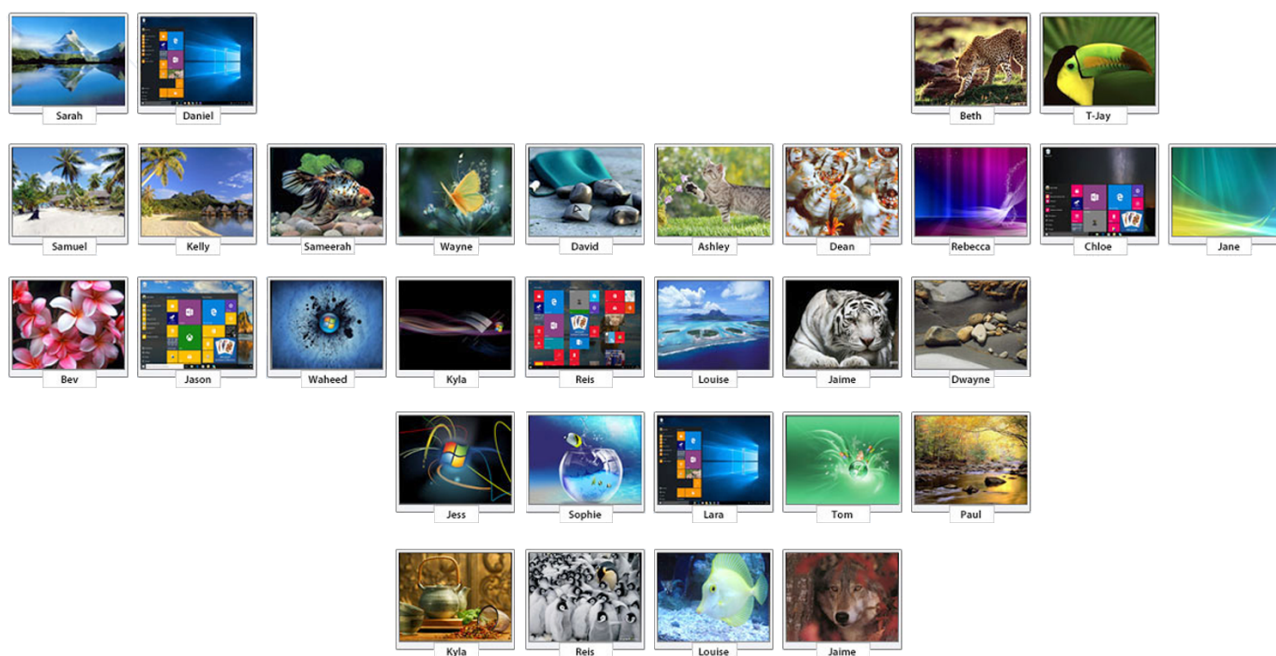 Sarah Daniel Beth T-Jay
Samuel Kelly Sameerah Wayne David Ashley Dean Rebecca Chloe Jane
Bev Jason Waheed Kyla Reis Louise Jaime Dwayne
Jess Sophie Lara Tom Paul
Kyla Reis Louise Jaime